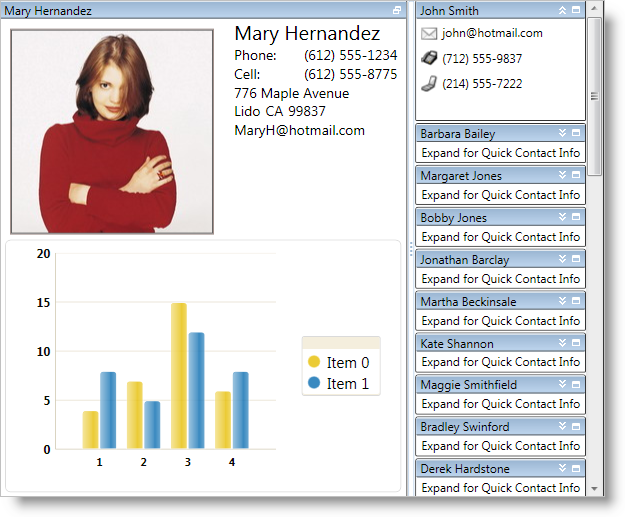 Mary Hernandez
Mary Hernandez
Phone: (612) 555-1234
Cell: (612) 555-8775
776 Maple Avenue
Lido CA 99837
MaryH@hotmail.com
20
15
10
5
0
1 2 3 4
Item 0
Item 1
John Smith
john@hotmail.com
(712) 555-9837
(214) 555-7222
Barbara Bailey
Expand for Quick Contact Info
Margaret Jones
Expand for Quick Contact Info
Bobby Jones
Expand for Quick Contact Info
Jonathan Barclay
Expand for Quick Contact Info
Martha Beckinsale
Expand for Quick Contact Info
Kate Shannon
Expand for Quick Contact Info
Maggie Smithfield
Expand for Quick Contact Info
Bradley Swinford
Expand for Quick Contact Info
Derek Hardstone
Expand for Quick Contact Info